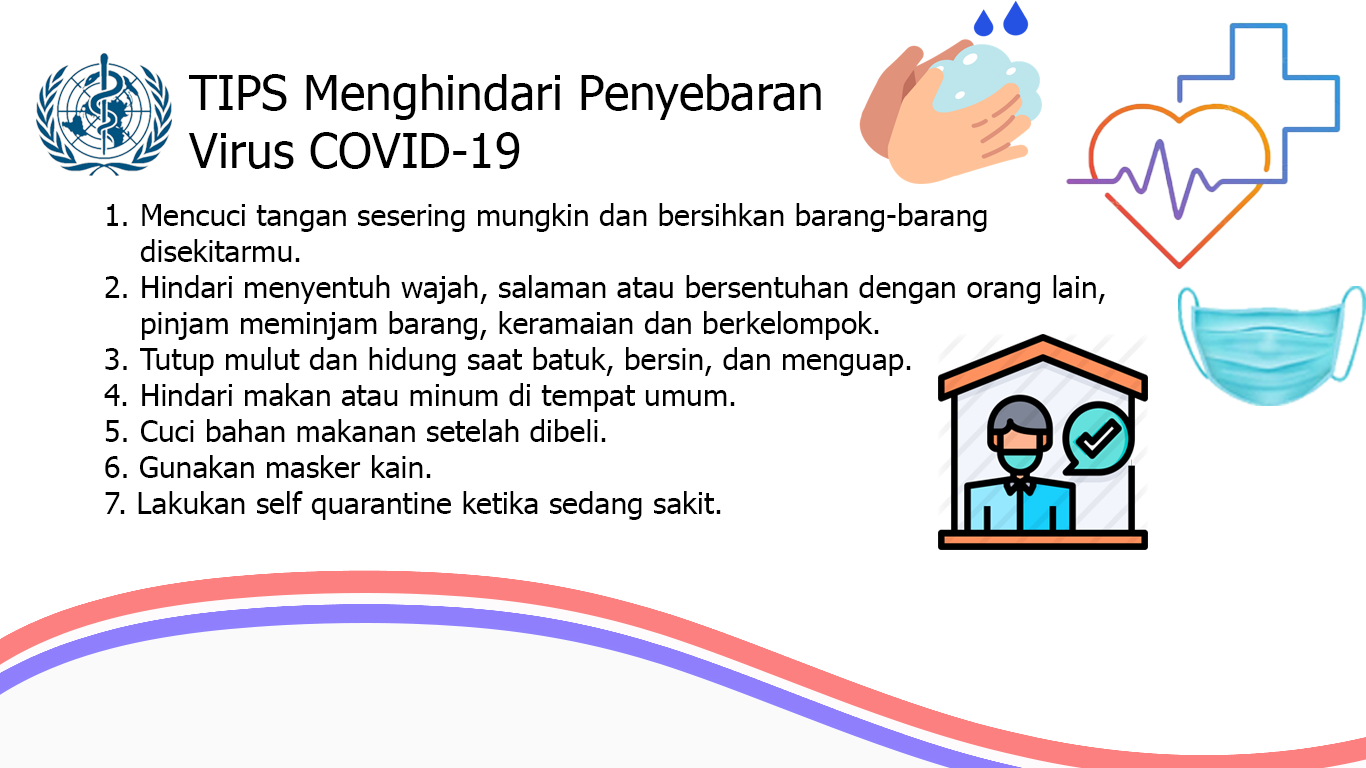 TIPS Menghindari Penyebaran
Virus COVID-19
1. Mencuci tangan sesering mungkin dan bersihkan barang-barang
disekitarmu.
2. Hindari menyentuh wajah, salaman atau bersentuhan dengan orang lain,
pinjam meminjam barang, keramaian dan berkelompok.
3. Tutup mulut dan hidung saat batuk, bersin, dan menguap.
4. Hindari makan atau minum di tempat umum.
5. Cuci bahan makanan setelah dibeli.
6. Gunakan masker kain.
7. Lakukan self quarantine ketika sedang sakit.